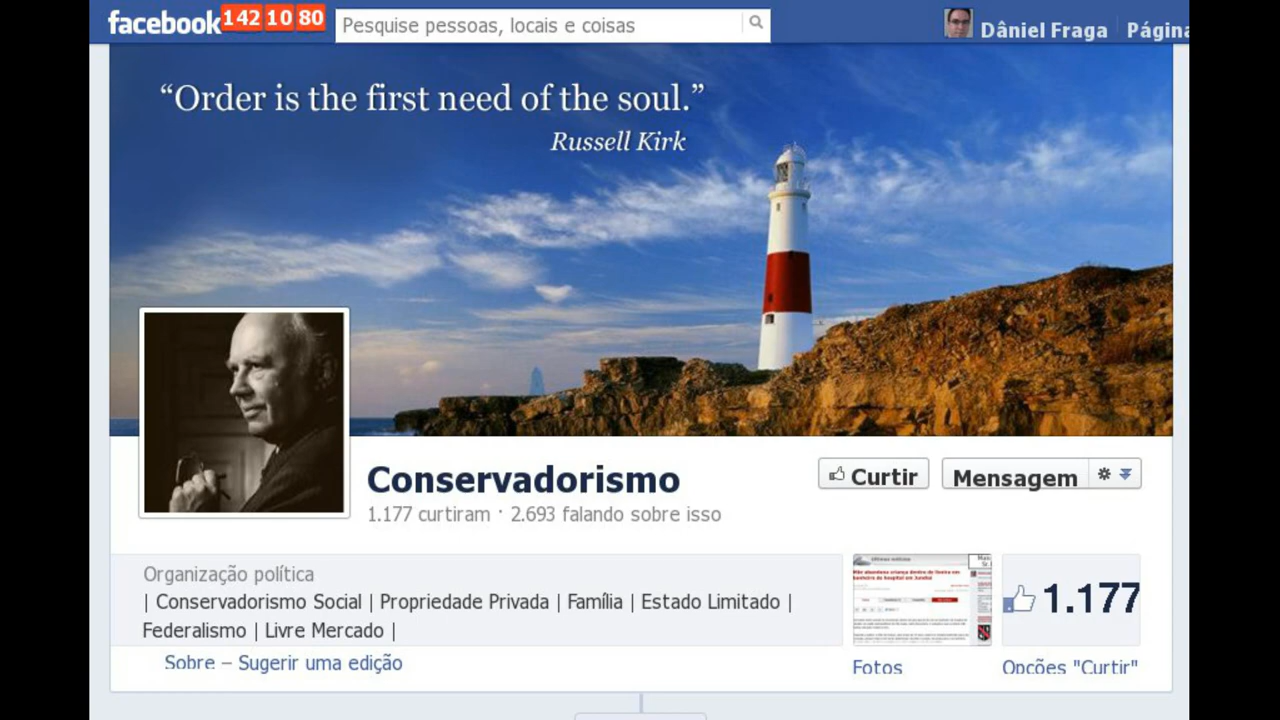 facebook 142 10 80 Pesquise pessoas, locais e coisas Dâniel Fraga Página
“Order is the first need of the soul.”
Russell Kirk
Conservadorismo
Curtir Mensagem
1.177 curtiram · 2.693 falando sobre isso
Organização política
| Conservadorismo Social | Propriedade Privada | Família | Estado Limitado |
Federalismo | Livre Mercado |
1.177
Sobre – Sugerir uma edição
Fotos
Opções "Curtir"